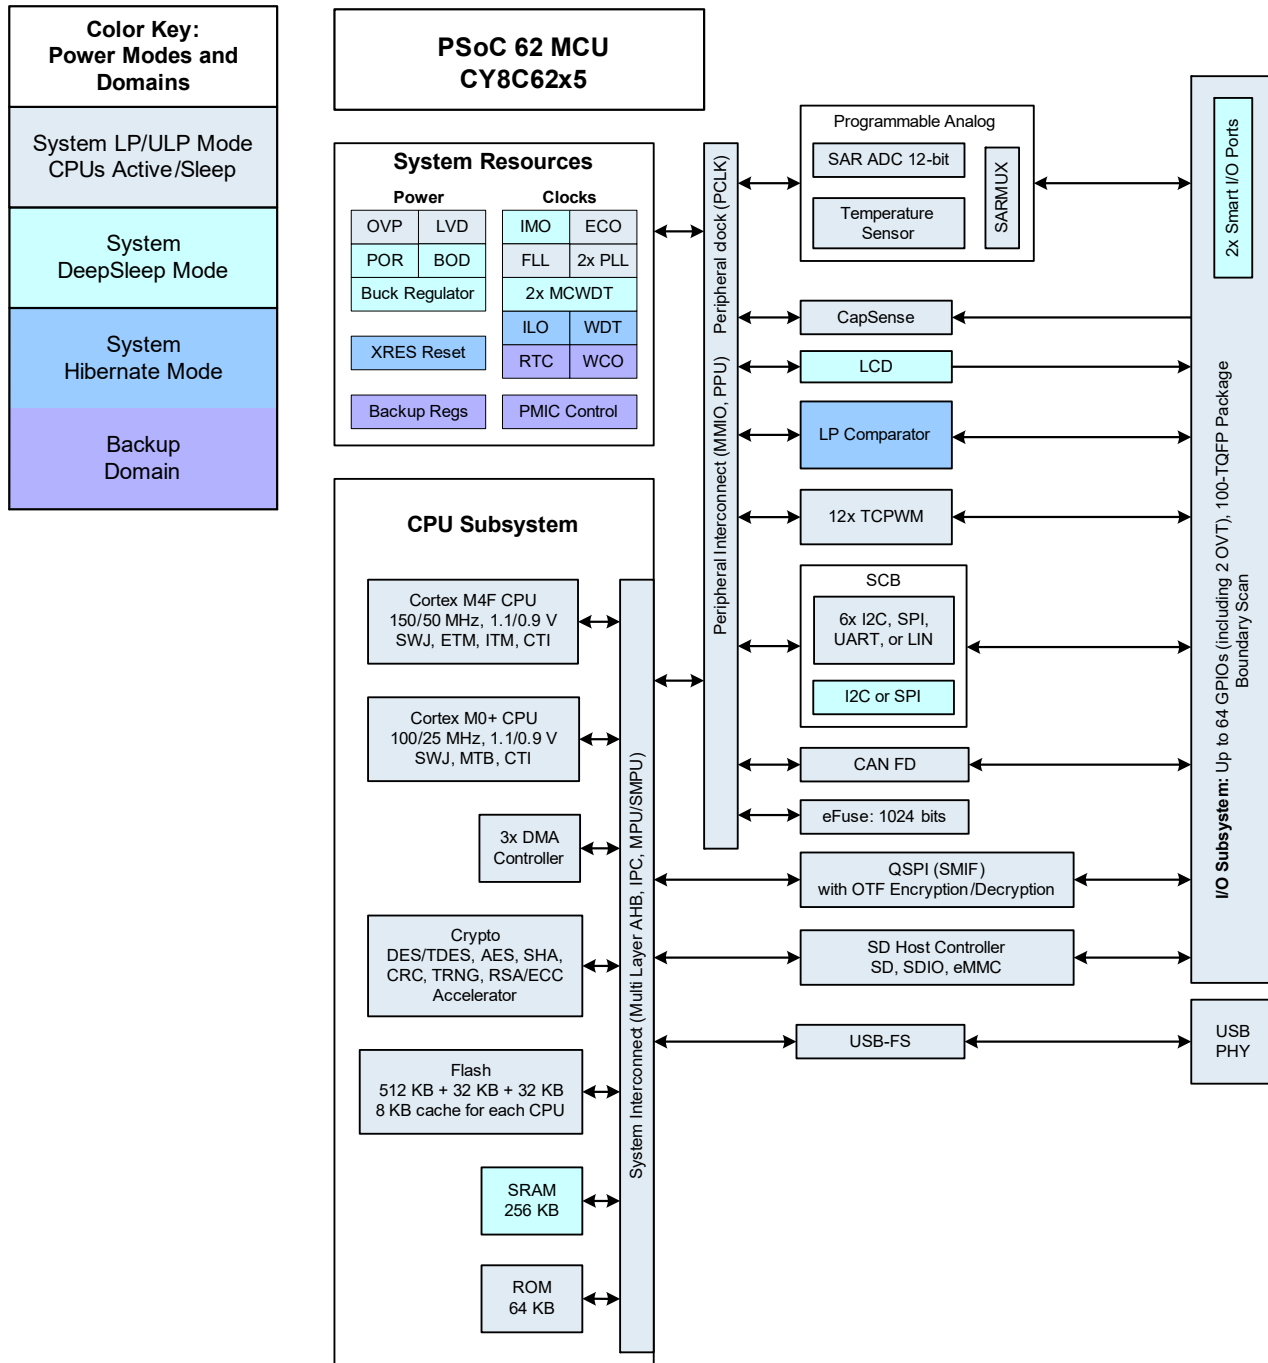 Color Key:
Power Modes and
Domains
System LP/ULP Mode
CPUs Active/Sleep
System
DeepSleep Mode
System
Hibernate Mode
Backup
Domain
PSoC 62 MCU
CY8C62x5
System Resources
Power
Clocks
OVP
LVD
POR
BOD
Buck Regulator
XRES Reset
Backup Regs
IMO
ECO
FLL
2x PLL
2x MCWDT
ILO
WDT
RTC
WCO
PMIC Control
CPU Subsystem
Cortex M4F CPU
150/50 MHz, 1.1/0.9 V
SWJ, ETM, ITM, CTI
Cortex M0+ CPU
100/25 MHz, 1.1/0.9 V
SWJ, MTB, CTI
3x DMA
Controller
Crypto
DES/TDES, AES, SHA,
CRC, TRNG, RSA/ECC
Accelerator
Flash
512 KB + 32 KB + 32 KB
8 KB cache for each CPU
SRAM
256 KB
ROM
64 KB
System Interconnect (Multi Layer AHB, IPC, MPU/SMPU)
Peripheral Interconnect (MMIO, PPU)
Peripheral clock (PCLK)
Programmable Analog
SAR ADC 12-bit
Temperature
Sensor
SARMUX
CapSense
LCD
LP Comparator
12x TCPWM
SCB
6x I2C, SPI,
UART, or LIN
I2C or SPI
CAN FD
eFuse: 1024 bits
QSPI (SMIF)
with OTF Encryption/Decryption
SD Host Controller
SD, SDIO, eMMC
USB-FS
2x Smart I/O Ports
I/O Subsystem: Up to 64 GPIOs (including 2 OVT), 100-TQFP Package
Boundary Scan
USB
PHY